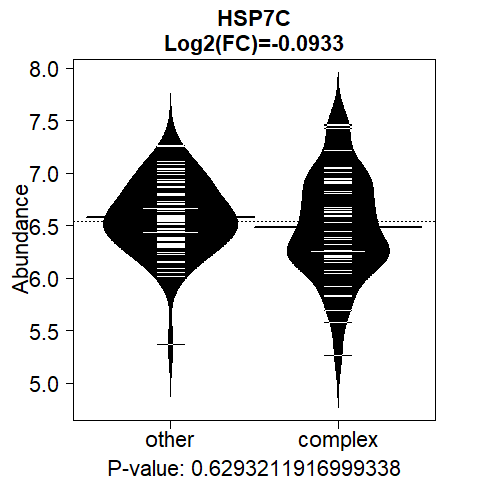 HSP7C
Log2(FC)=-0.0933
Abundance
8.0
7.5
7.0
6.5
6.0
5.5
5.0
other complex
P-value: 0.6293211916999338